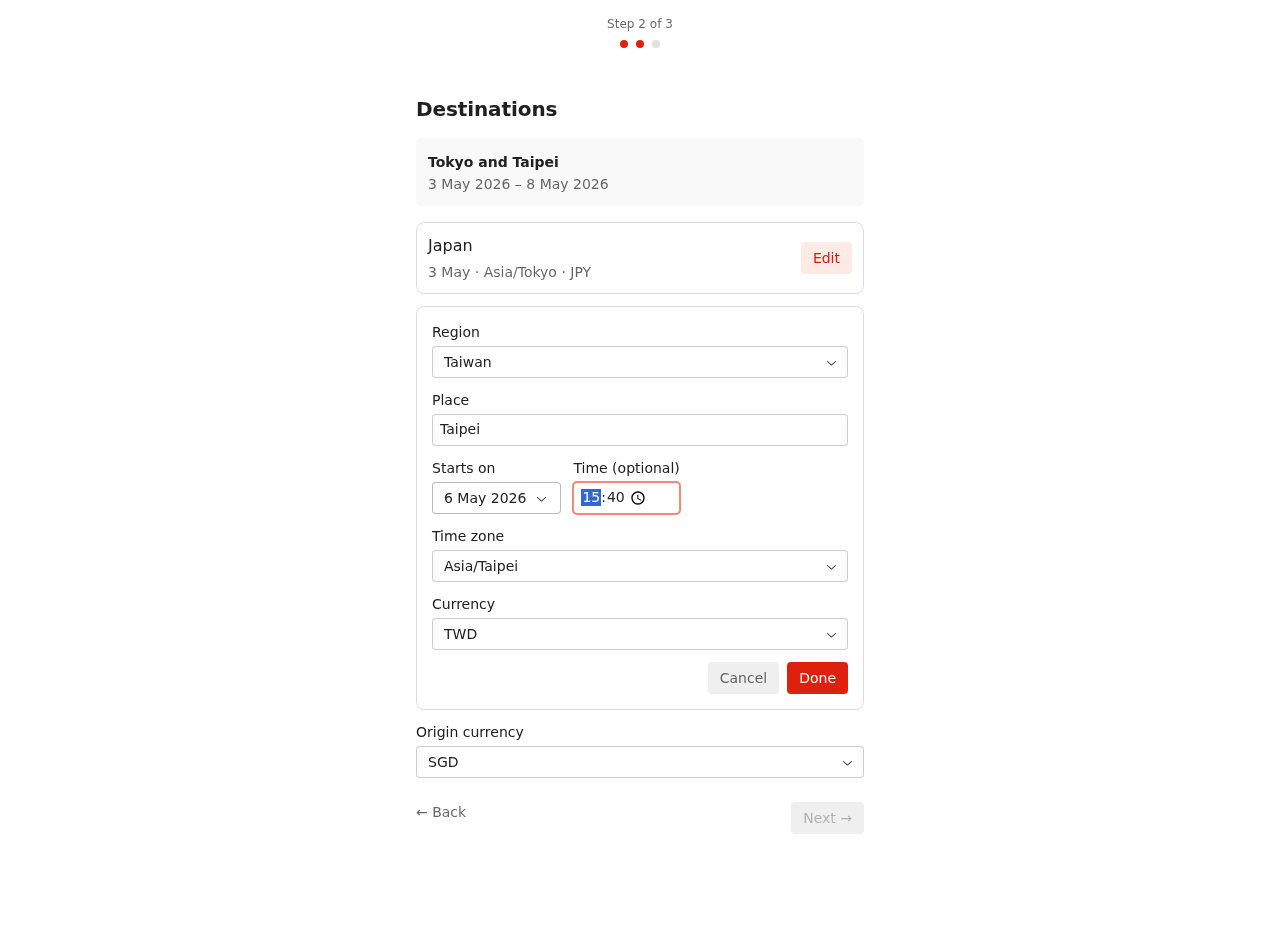 Step 2 of 3
Destinations
Tokyo and Taipei
3 May 2026 – 8 May 2026
Japan
3 May · Asia/Tokyo · JPY
Edit
Region
Taiwan
Place
Taipei
Starts on
Time (optional)
6 May 2026
15:40
Time zone
Asia/Taipei
Currency
TWD
Cancel
Done
Origin currency
SGD
← Back
Next →